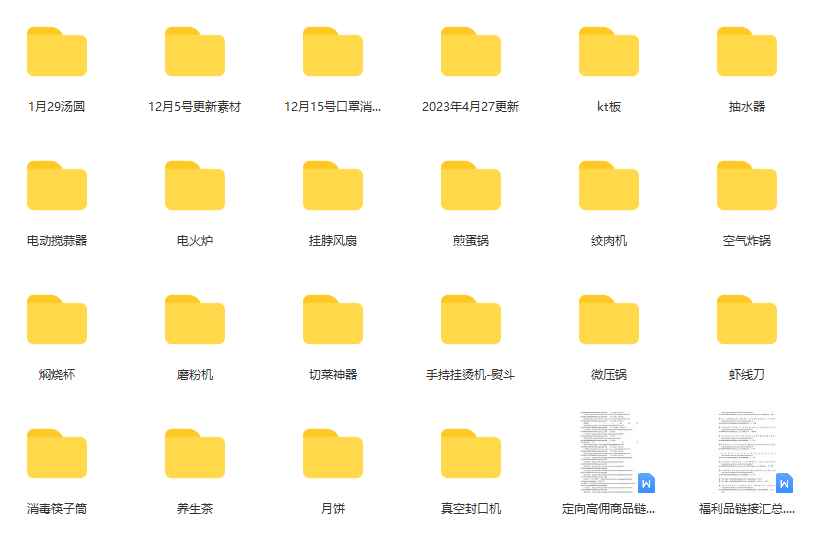 1月29汤圆
12月5号更新素材
12月15号口罩消...
2023年4月27更新
kt板
抽水器
电动搅蒜器
电火炉
挂脖风扇
煎蛋锅
绞肉机
空气炸锅
焖烧杯
磨粉机
切菜神器
手持挂烫机-熨斗
微压锅
虾线刀
消毒筷子筒
养生茶
月饼
真空封口机
定向高佣商品链...
福利品链接汇总....